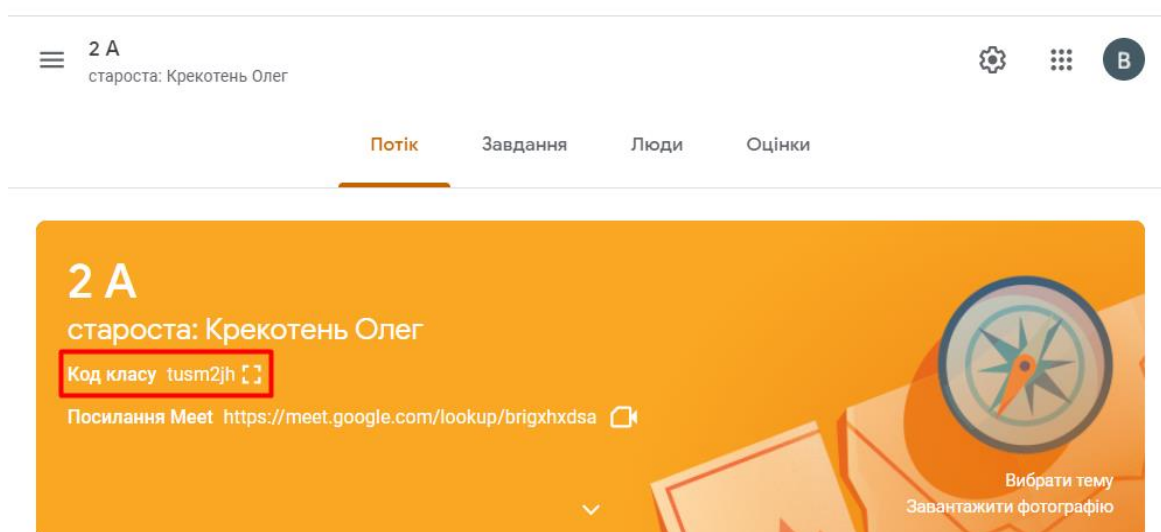 2 А
староста: Крекотень Олег
В
Потік Завдання Люди Оцінки
2 А
староста: Крекотень Олег
Код класу tusm2jh
Посилання Meet https://meet.google.com/lookup/brigxhxdsa
Вибрати тему
Завантажити фотографію